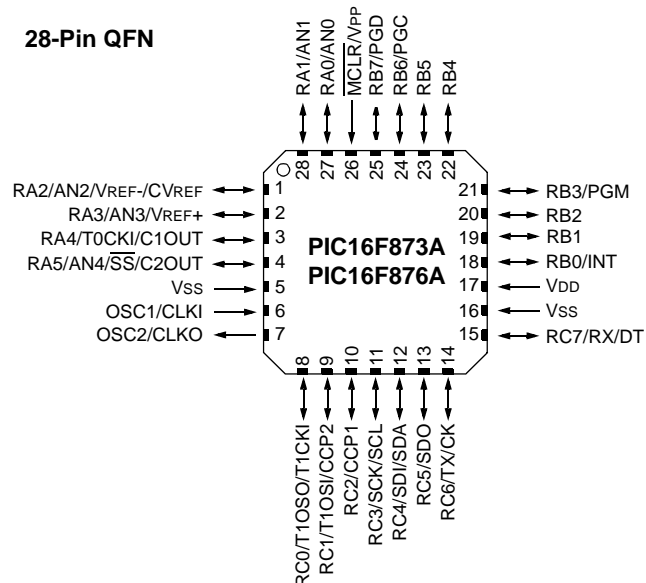 28-Pin QFN
RA1/AN1
RA0/AN0
MCLR/VPP
RB7/PGD
RB6/PGC
RB5
RB4
28
27
26
25
24
23
22
RA2/AN2/VREF-/CVREF
1
RA3/AN3/VREF+
2
RA4/T0CKI/C1OUT
3
RA5/AN4/SS/C2OUT
4
VSS
5
OSC1/CLKI
6
OSC2/CLKO
7
PIC16F873A
PIC16F876A
21
RB3/PGM
20
RB2
19
RB1
18
RB0/INT
17
VDD
16
VSS
15
RC7/RX/DT
8
9
10
11
12
13
14
RC0/T1OSO/T1CKI
RC1/T1OSI/CCP2
RC2/CCP1
RC3/SCK/SCL
RC4/SDI/SDA
RC5/SDO
RC6/TX/CK